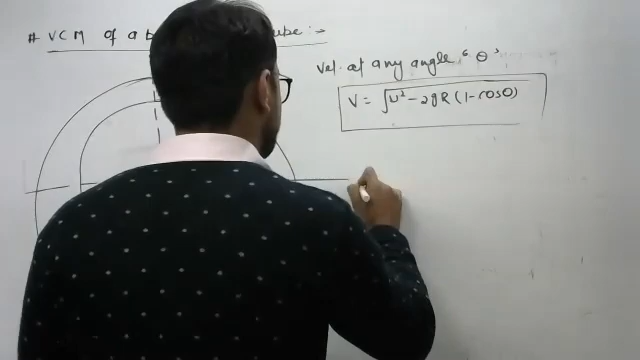 # VCM of a b
ube :-
Vel. at any angle 'θ'
V = √u² - 2gR (1-cosθ)